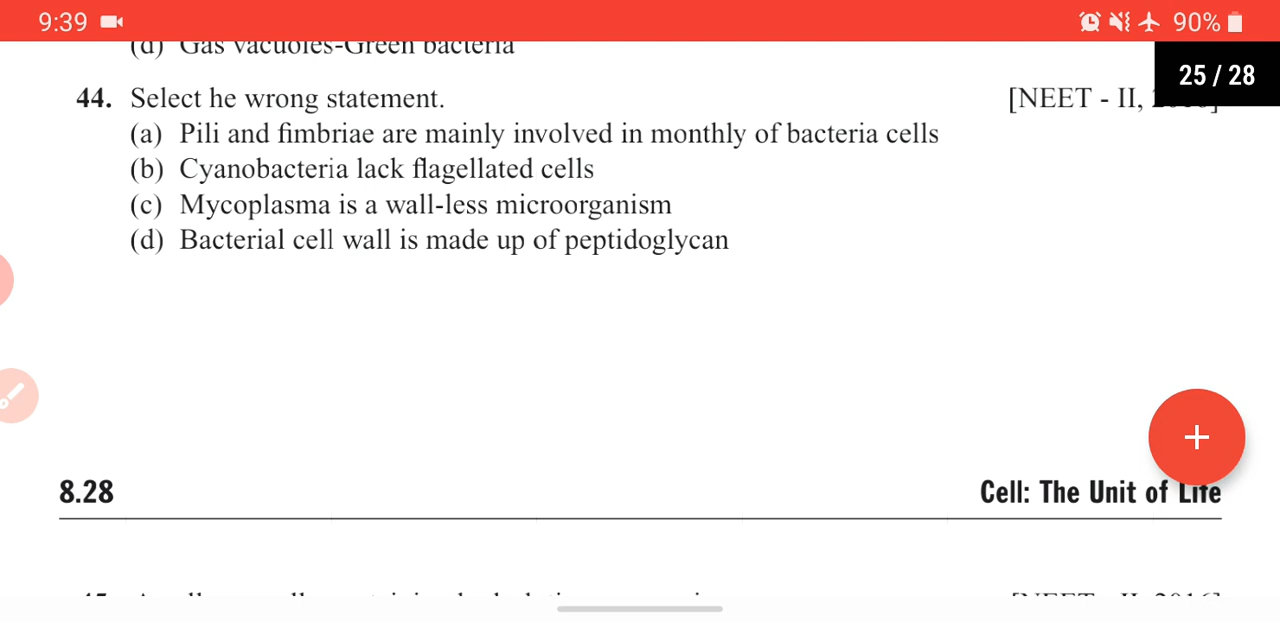 9:39 90%
(d) Gas vacuoles-Green bacteria
25 / 28
44. Select he wrong statement. [NEET - II,
(a) Pili and fimbriae are mainly involved in monthly of bacteria cells
(b) Cyanobacteria lack flagellated cells
(c) Mycoplasma is a wall-less microorganism
(d) Bacterial cell wall is made up of peptidoglycan
+
8.28 Cell: The Unit of Life